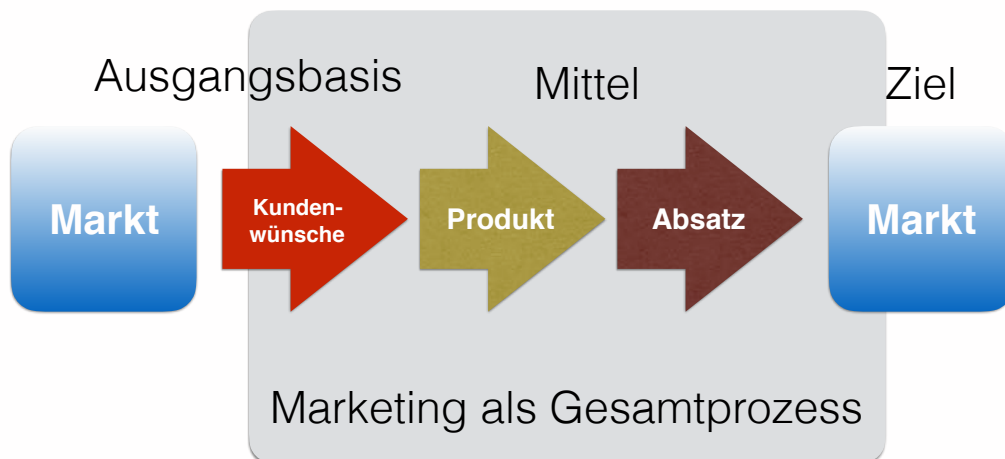 Ausgangsbasis
Mittel
Ziel
Markt
Kunden-
wünsche
Produkt
Absatz
Markt
Marketing als Gesamtprozess